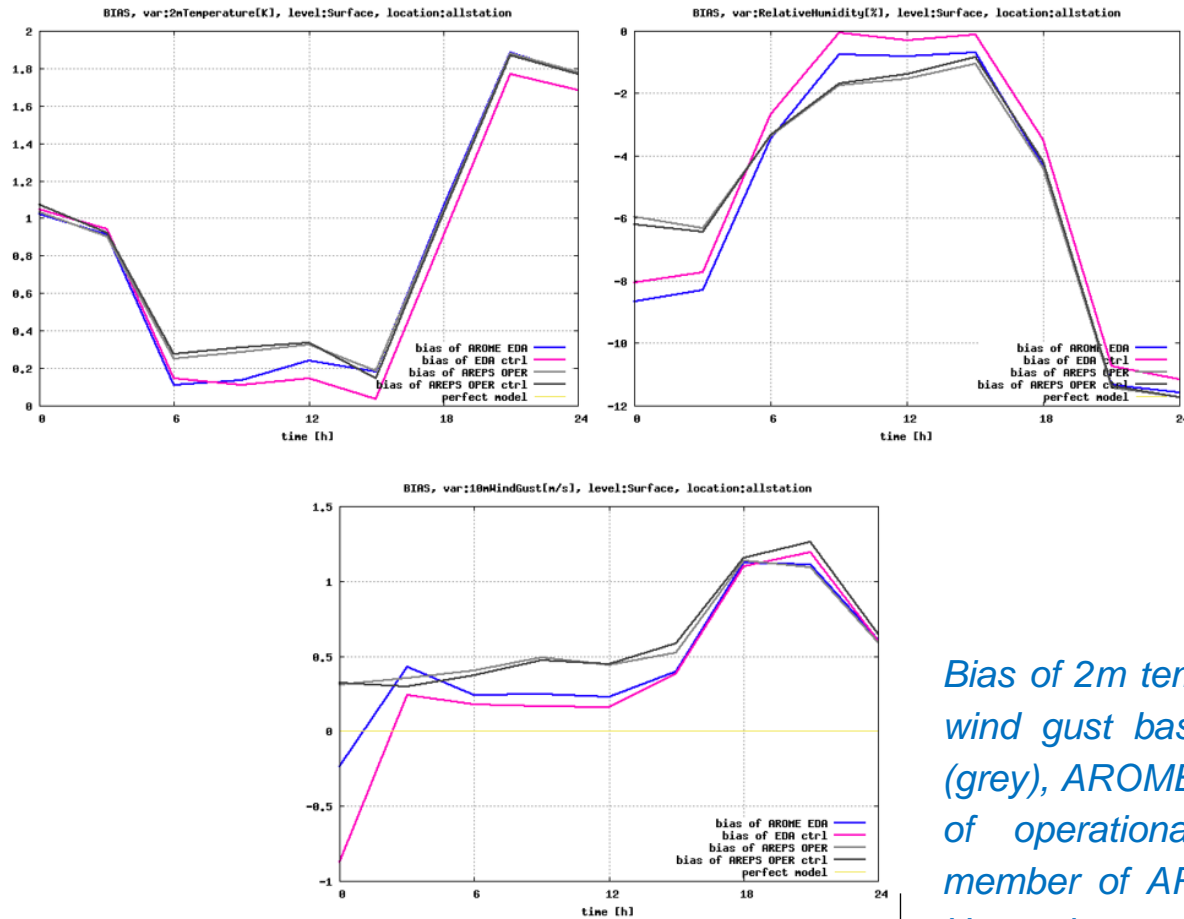 BIAS, var:2mTemperature[K], level:Surface, location:allstation
2
1.8
1.6
1.4
1.2
1
0.8
0.6
0.4
0.2
0
bias of AROME EDA
bias of EDA ctrl
bias of AREPS OPER
bias of AREPS OPER ctrl
perfect model
0 6 12 18 24
time [h]
BIAS, var:RelativeHumidity[%], level:Surface, location:allstation
0
-2
-4
-6
-8
-10
-12
bias of AROME EDA
bias of EDA ctrl
bias of AREPS OPER
bias of AREPS OPER ctrl
perfect model
0 6 12 18 24
time [h]
BIAS, var:10mWindGust[m/s], level:Surface, location:allstation
1.5
1
0.5
0
-0.5
-1
bias of AROME EDA
bias of EDA ctrl
bias of AREPS OPER
bias of AREPS OPER ctrl
perfect model
0 6 12 18 24
time [h]
Bias of 2m ten
wind gust bas
(grey), AROME
of operationa
member of AR